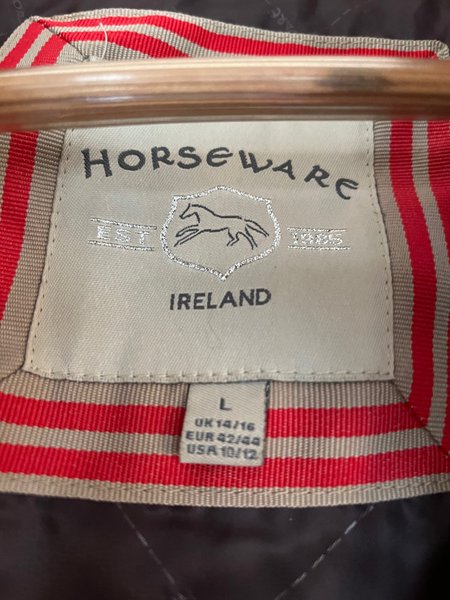 HORSEWARE
EST 1985
IRELAND
L
UK 14/16
EUR 42/44
USA 10/12